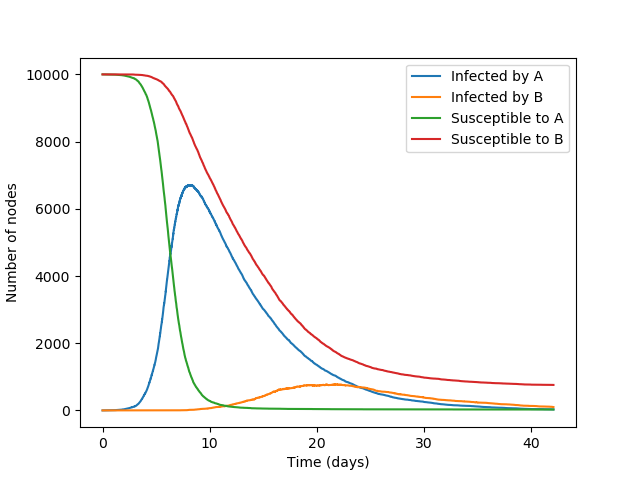 10000
8000
6000
4000
2000
0
Number of nodes
0 10 20 30 40
Time (days)
Infected by A
Infected by B
Susceptible to A
Susceptible to B